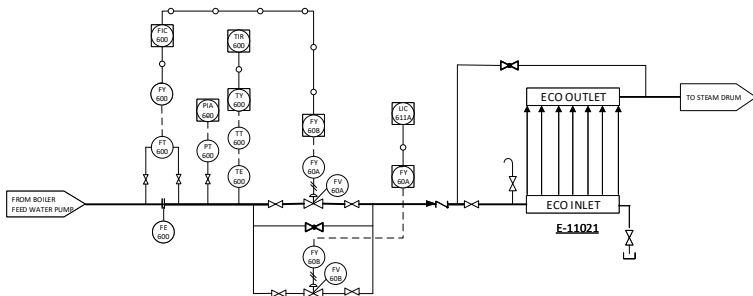 FIC
600
TIR
600
FY
600
PIA
600
TY
600
FY
60B
LIC
611A
FT
600
PT
600
TT
600
TE
600
FY
60A
FV
60A
FY
60A
ECO OUTLET
TO STEAM DRUM
FROM BOILER
FEED WATER PUMP
FE
600
ECO INLET
E-11021
FY
60B
FV
60B